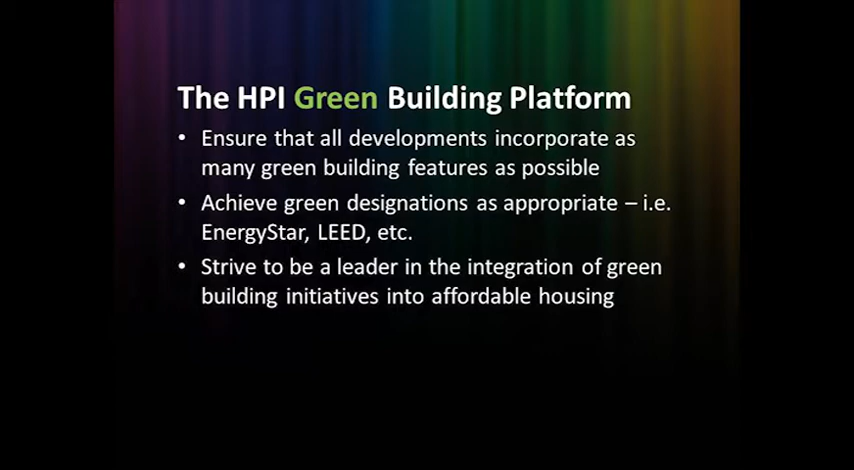 The HPI Green Building Platform
• Ensure that all developments incorporate as
many green building features as possible
• Achieve green designations as appropriate – i.e.
EnergyStar, LEED, etc.
• Strive to be a leader in the integration of green
building initiatives into affordable housing